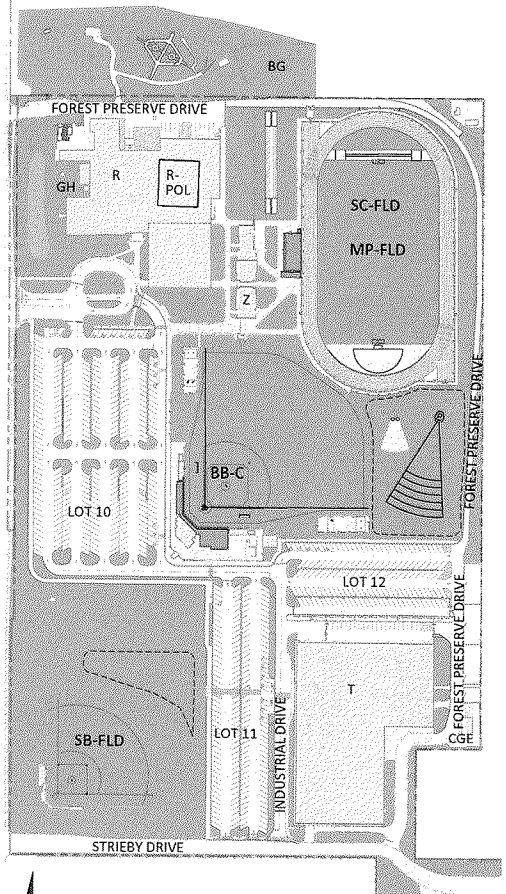 BG
FOREST PRESERVE DRIVE
R
R-
POL
GH
SC-FLD
MP-FLD
Z
FOREST PRESERVE DRIVE
BB-C
LOT 10
LOT 12
FOREST PRESERVE DRIVE
T
LOT 11
INDUSTRIAL DRIVE
SB-FLD
CGE
STRIEBY DRIVE